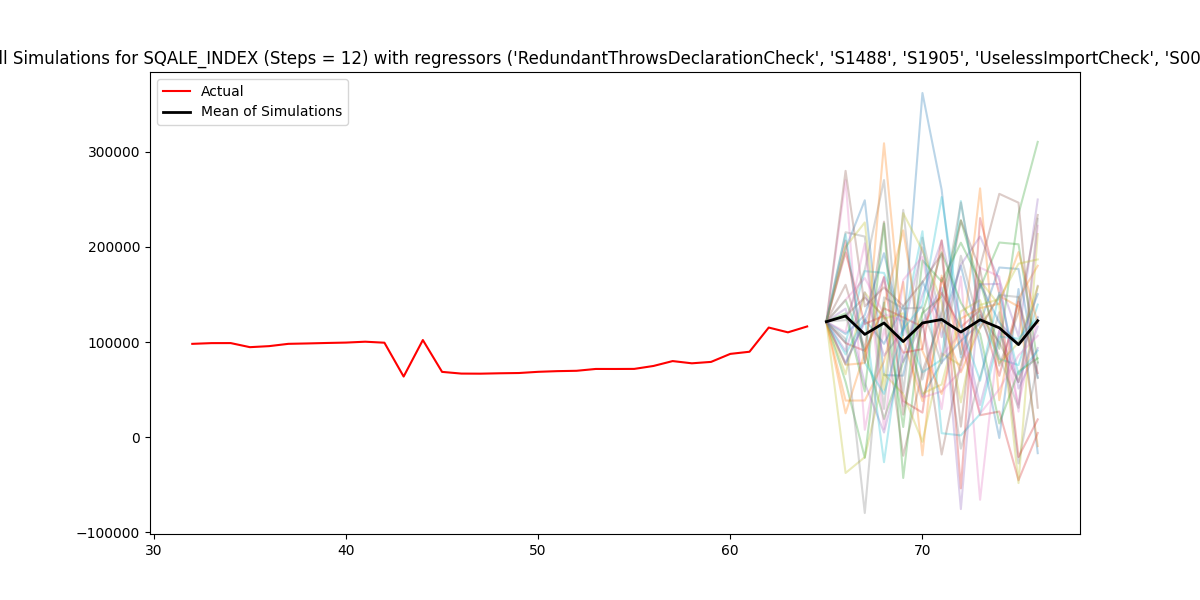 ll Simulations for SQALE_INDEX (Steps = 12) with regressors ('RedundantThrowsDeclarationCheck', 'S1488', 'S1905', 'UselessImportCheck', 'S00
Actual
Mean of Simulations
300000
200000
100000
0
−100000
30 40 50 60 70